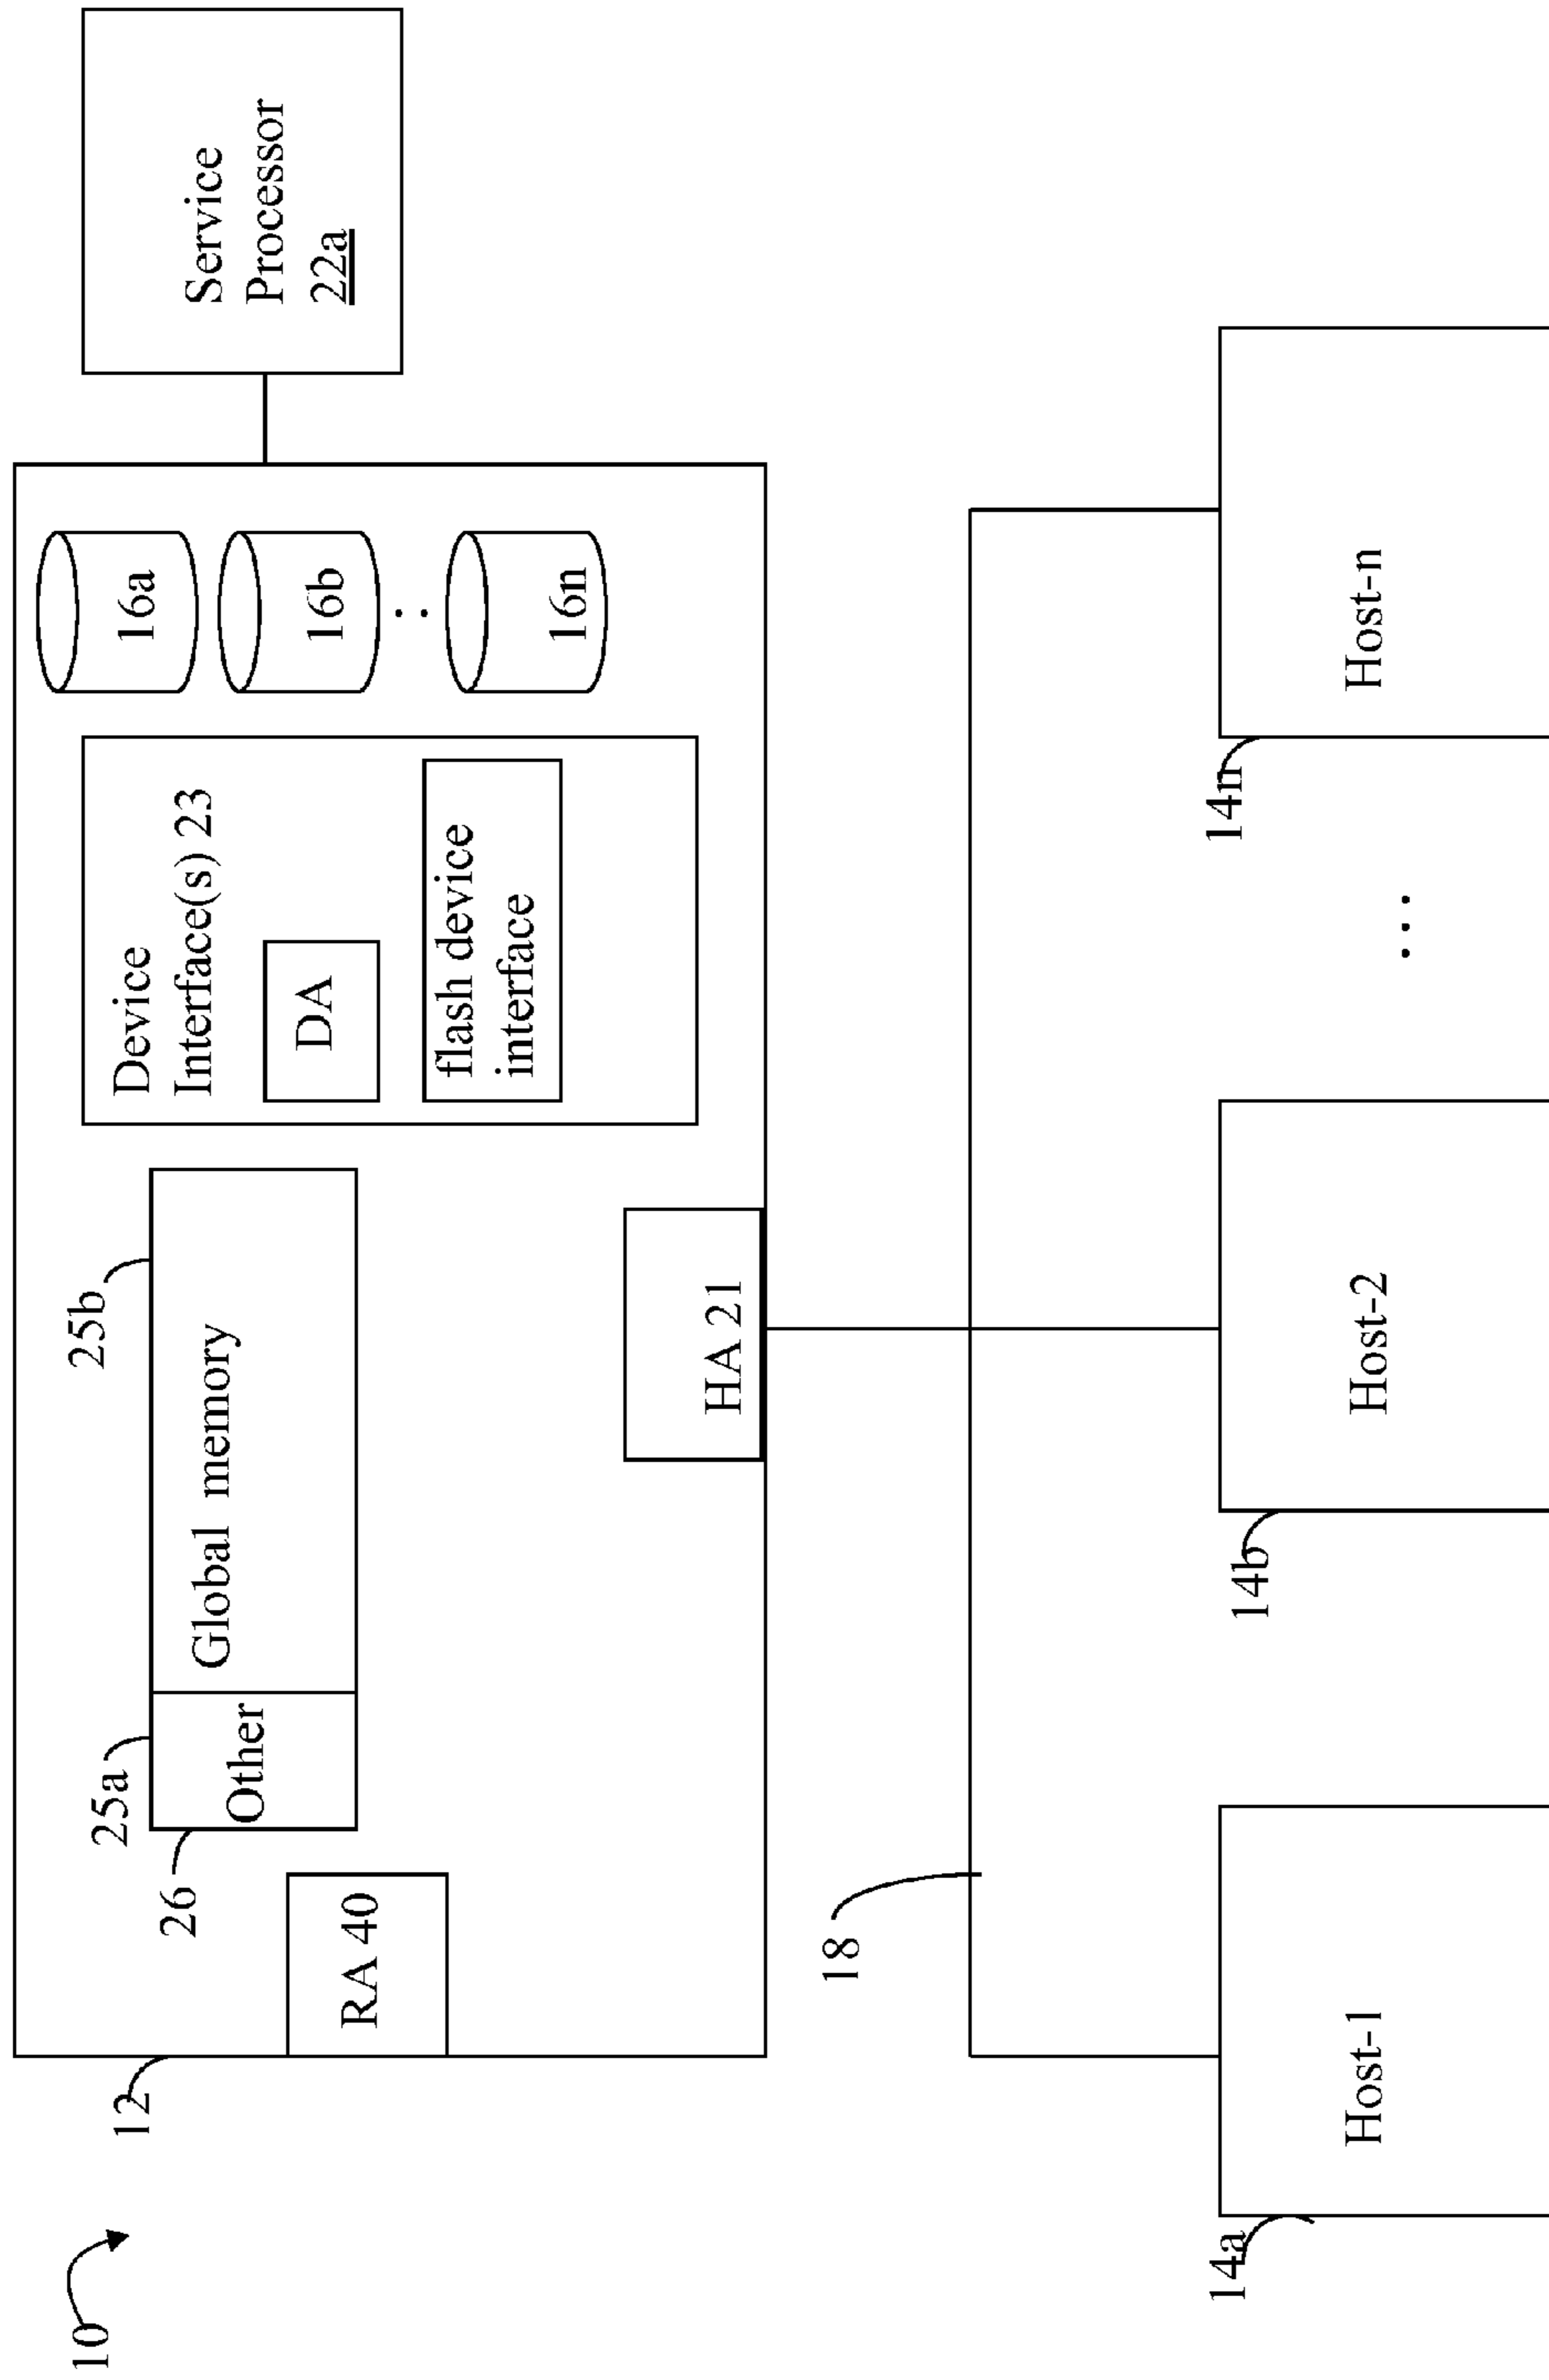 10
12
RA 40
26
25a
Other
25b
Global memory
HA 21
Device
Interface(s) 23
DA
flash device
interface
16a
16b
16n
Service
Processor
22a
18
14a
Host-1
14b
Host-2
...
14n
Host-n